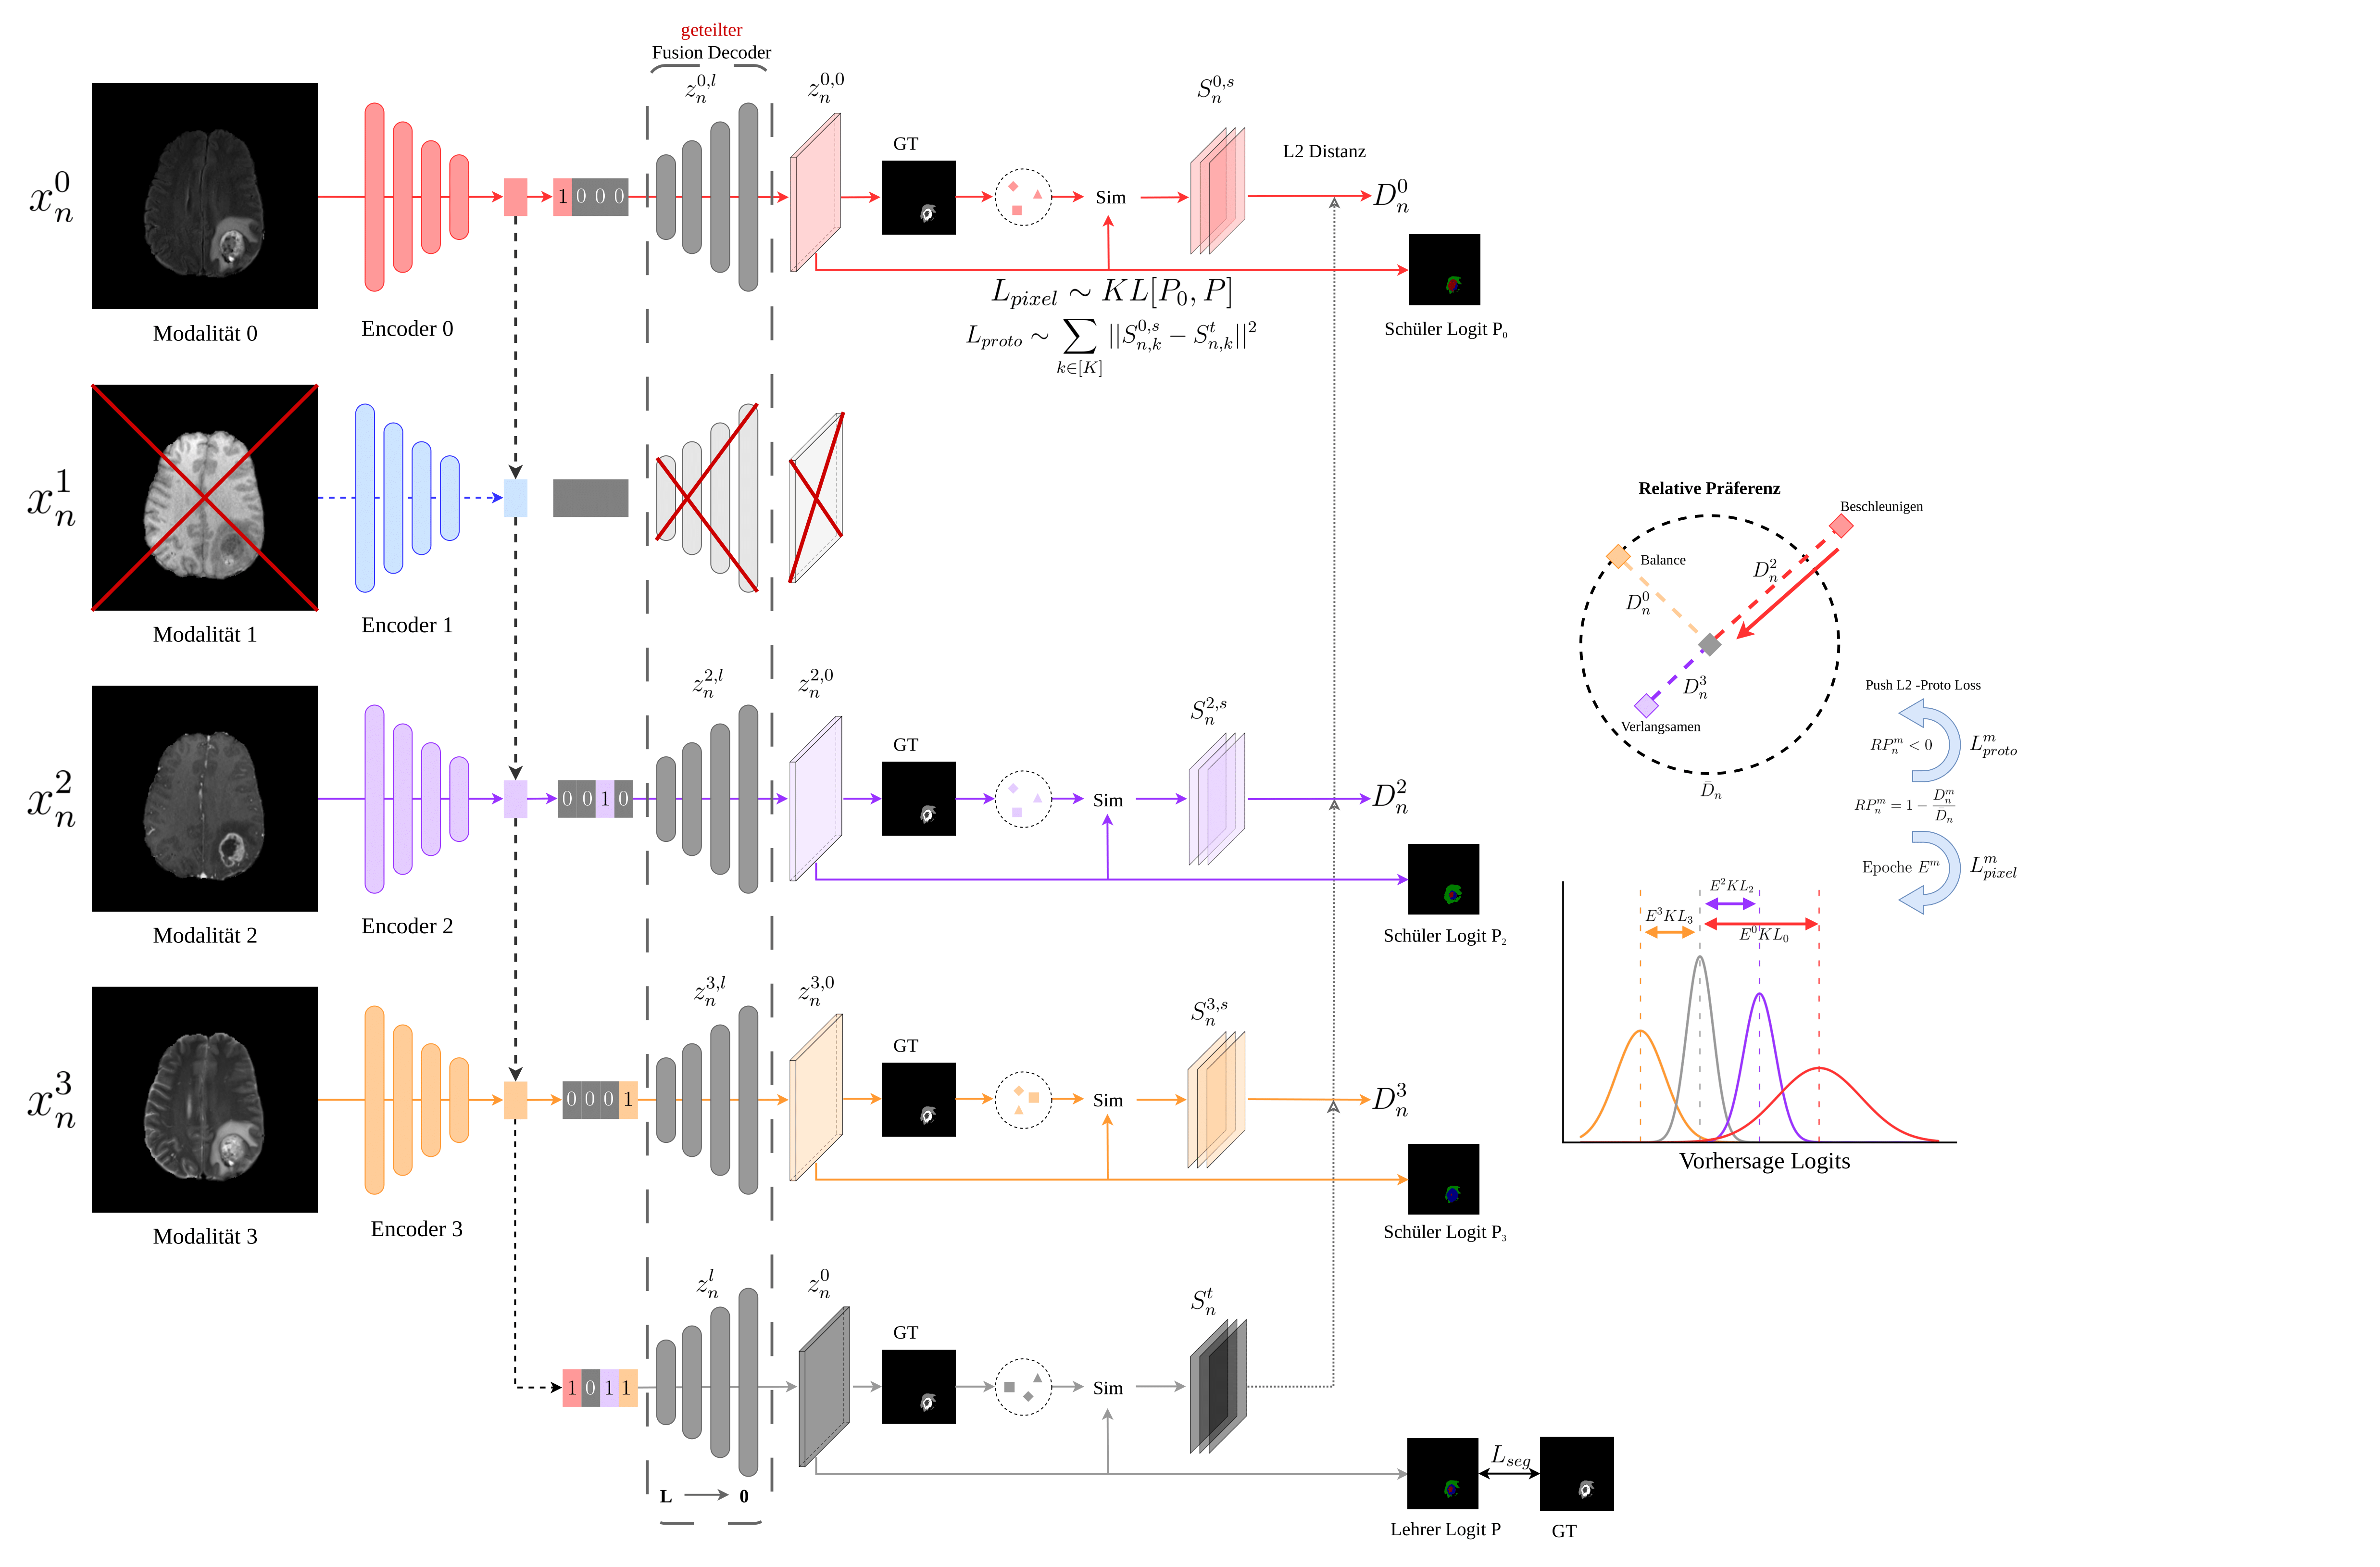 geteilter
Fusion Decoder
z_n^{0,l}
z_n^{0,0}
S_n^{0,s}
GT
L2 Distanz
x_n^0
1 0 0 0
Sim
D_n^0
L_{pixel} ∼ KL[P_0, P]
L_{proto} ∼ \sum_{k∈[K]} ||S_{n,k}^{0,s} − S_{n,k}^t||^2
Modalität 0
Encoder 0
Schüler Logit P_0
x_n^1
Modalität 1
Encoder 1
Relative Präferenz
Beschleunigen
Balance
D_n^2
D_n^0
D_n^3
Verlangsamen
\bar{D}_n
Push L2 -Proto Loss
RP_n^m < 0
L_{proto}^m
RP_n^m = 1 − \frac{D_n^m}{\bar{D}_n}
Epoche E^m
L_{pixel}^m
z_n^{2,l}
z_n^{2,0}
S_n^{2,s}
GT
x_n^2
0 0 1 0
Sim
D_n^2
Modalität 2
Encoder 2
Schüler Logit P_2
E^2KL_2
E^3KL_3
E^0KL_0
Vorhersage Logits
z_n^{3,l}
z_n^{3,0}
S_n^{3,s}
GT
x_n^3
0 0 0 1
Sim
D_n^3
Modalität 3
Encoder 3
Schüler Logit P_3
z_n^l
z_n^0
S_n^t
GT
1 0 1 1
Sim
L_{seg}
L
0
Lehrer Logit P
GT